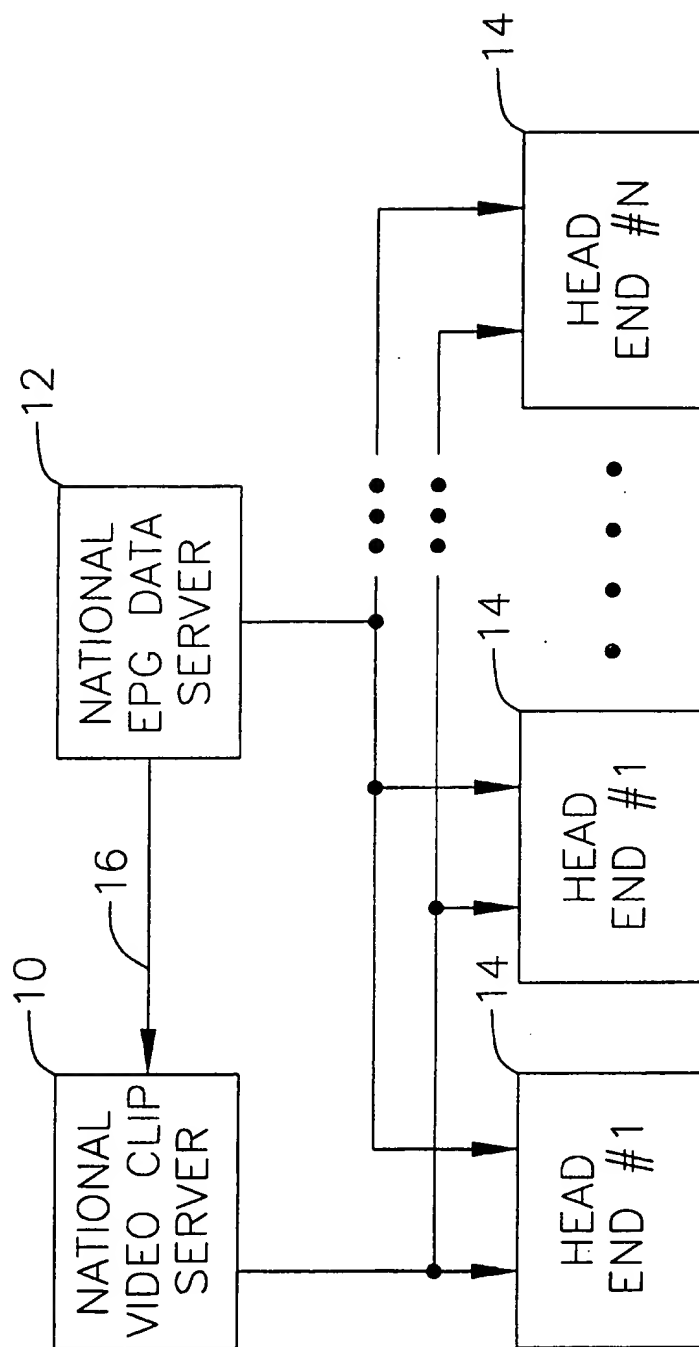 10
NATIONAL
VIDEO CLIP
SERVER
16
12
NATIONAL
EPG DATA
SERVER
14
HEAD
END #1
14
HEAD
END #1
14
HEAD
END #N